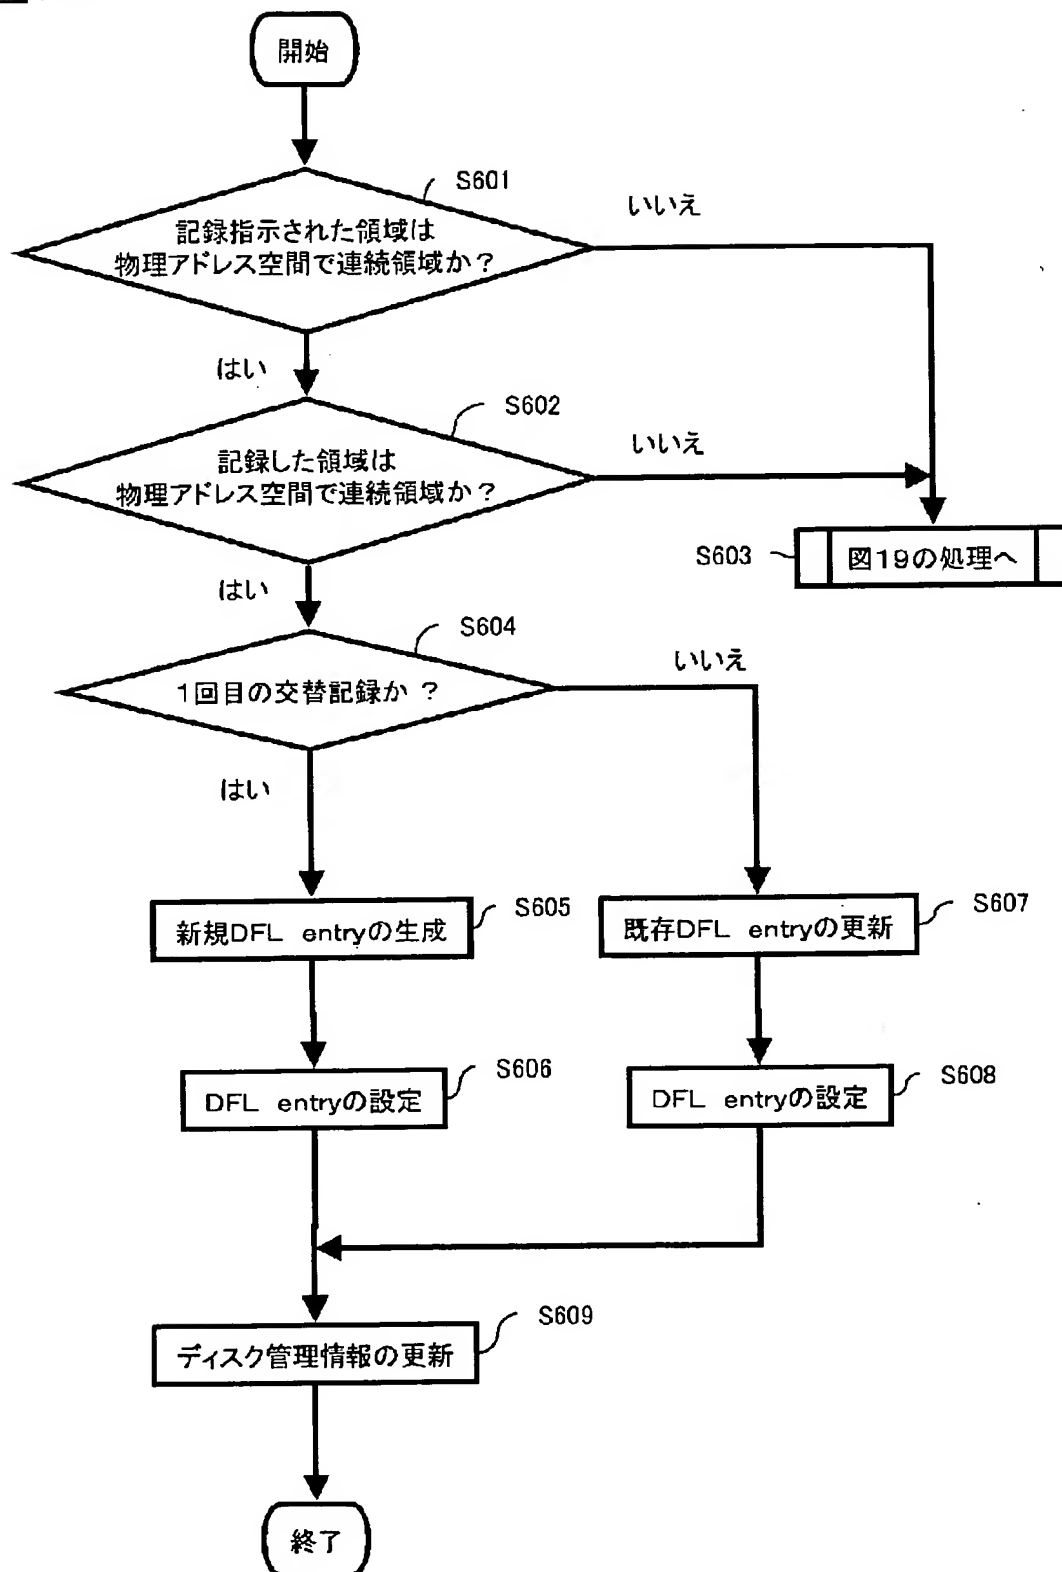 開始
S601
記録指示された領域は
物理アドレス空間で連続領域か？
いいえ
はい
S602
記録した領域は
物理アドレス空間で連続領域か？
いいえ
S603
図19の処理へ
はい
S604
1回目の交替記録か？
いいえ
はい
新規DFL entryの生成
S605
既存DFL entryの更新
S607
DFL entryの設定
S606
DFL entryの設定
S608
ディスク管理情報の更新
S609
終了